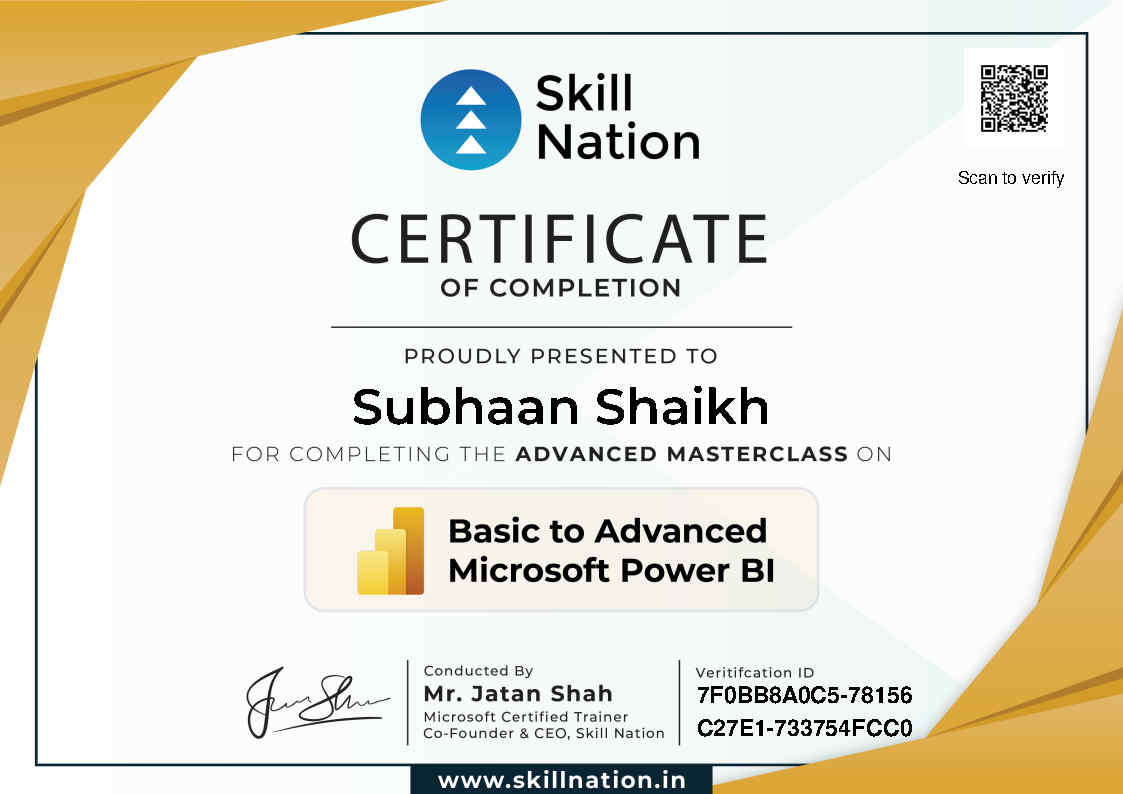 Skill
Nation
Scan to verify
CERTIFICATE
OF COMPLETION
PROUDLY PRESENTED TO
Subhaan Shaikh
FOR COMPLETING THE ADVANCED MASTERCLASS ON
Basic to Advanced
Microsoft Power BI
Conducted By
Mr. Jatan Shah
Microsoft Certified Trainer
Co-Founder & CEO, Skill Nation
Veritifcation ID
7F0BB8A0C5-78156
C27E1-733754FCC0
www.skillnation.in